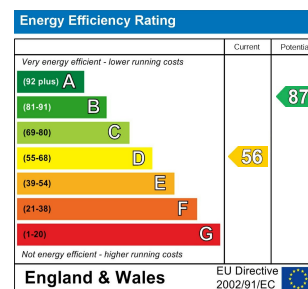 Energy Efficiency Rating
Current Potentia
Very energy efficient - lower running costs
(92 plus) A
(81-91) B
87
(69-80) C
(55-68) D
56
(39-54) E
(21-38) F
(1-20) G
Not energy efficient - higher running costs
England & Wales
EU Directive
2002/91/EC